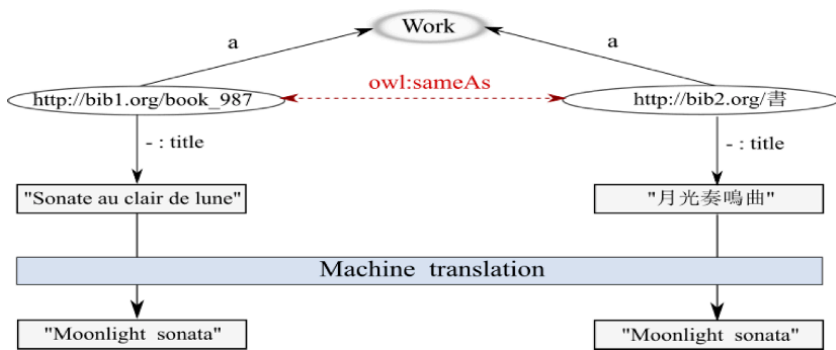 Work
a
a
owl:sameAs
http://bib1.org/book_987
http://bib2.org/書
- : title
- : title
"Sonate au clair de lune"
"月光奏鳴曲"
Machine translation
"Moonlight sonata"
"Moonlight sonata"